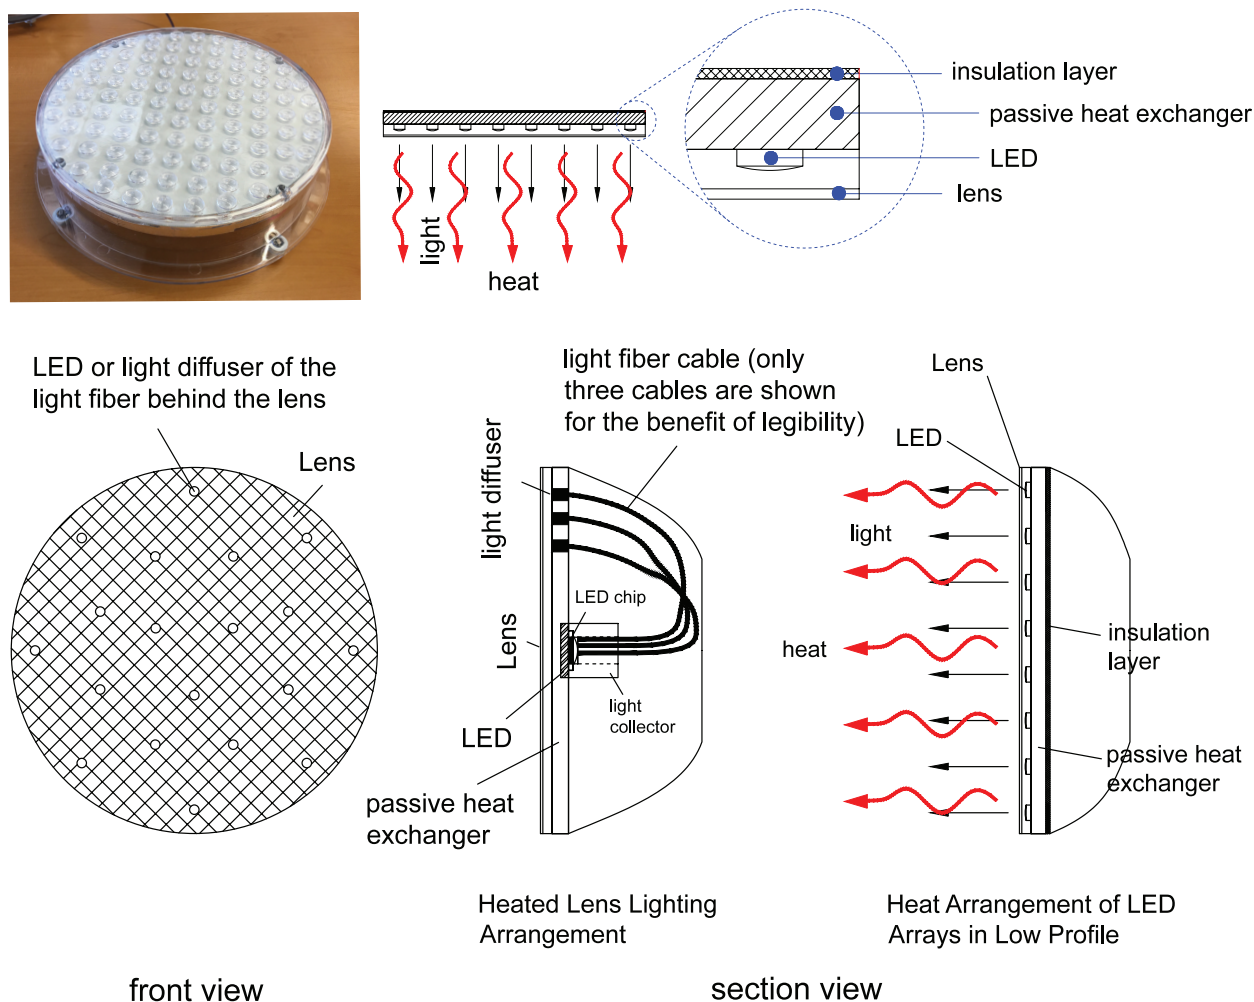 insulation layer
passive heat exchanger
LED
lens
light
heat
LED or light diffuser of the
light fiber behind the lens
Lens
light fiber cable (only
three cables are shown
for the benefit of legibility)
light diffuser
LED chip
Lens
light
collector
LED
passive heat
exchanger
Lens
LED
light
heat
insulation
layer
passive heat
exchanger
Heated Lens Lighting
Arrangement
Heat Arrangement of LED
Arrays in Low Profile
front view
section view